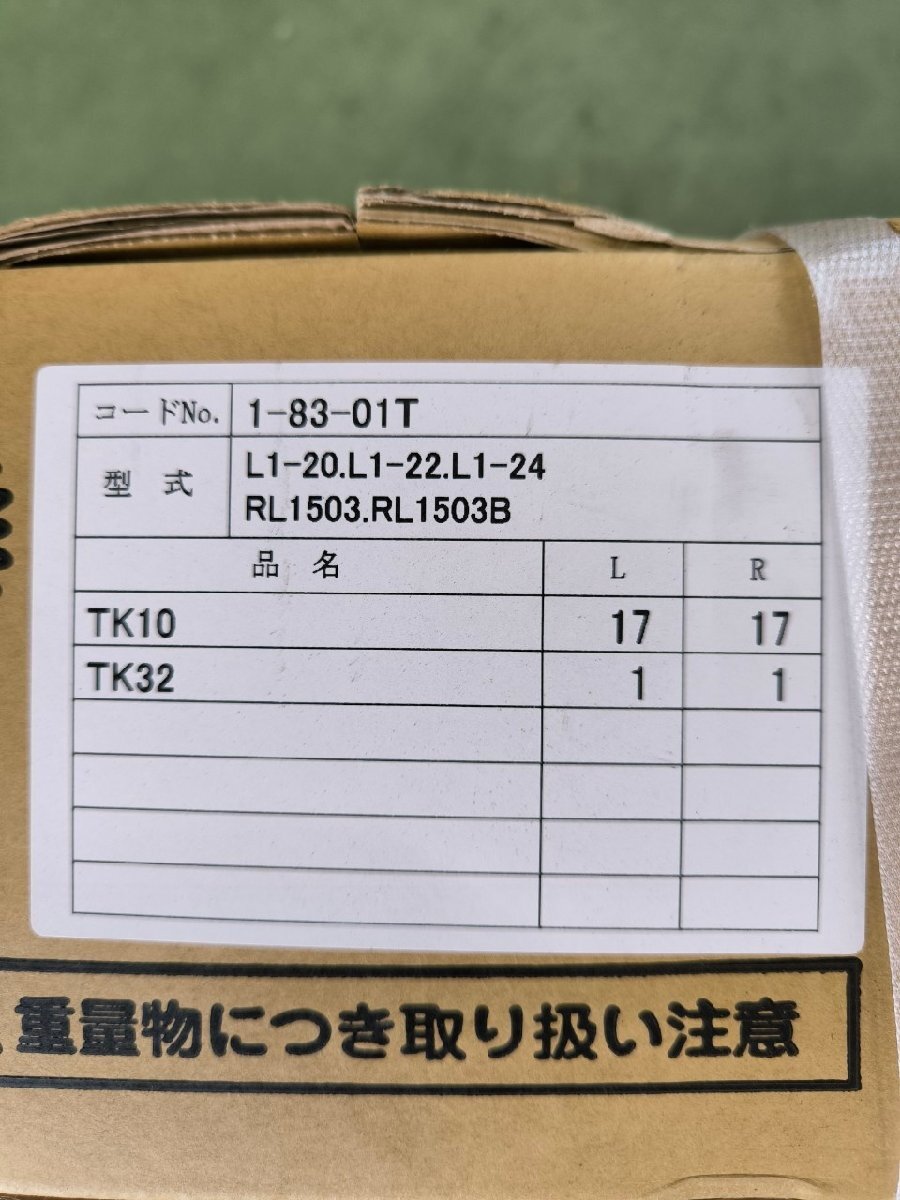 コードNo. 1-83-01T
型 式 L1-20.L1-22.L1-24
RL1503.RL1503B
品 名 L R
TK10 17 17
TK32 1 1
重量物につき取り扱い注意